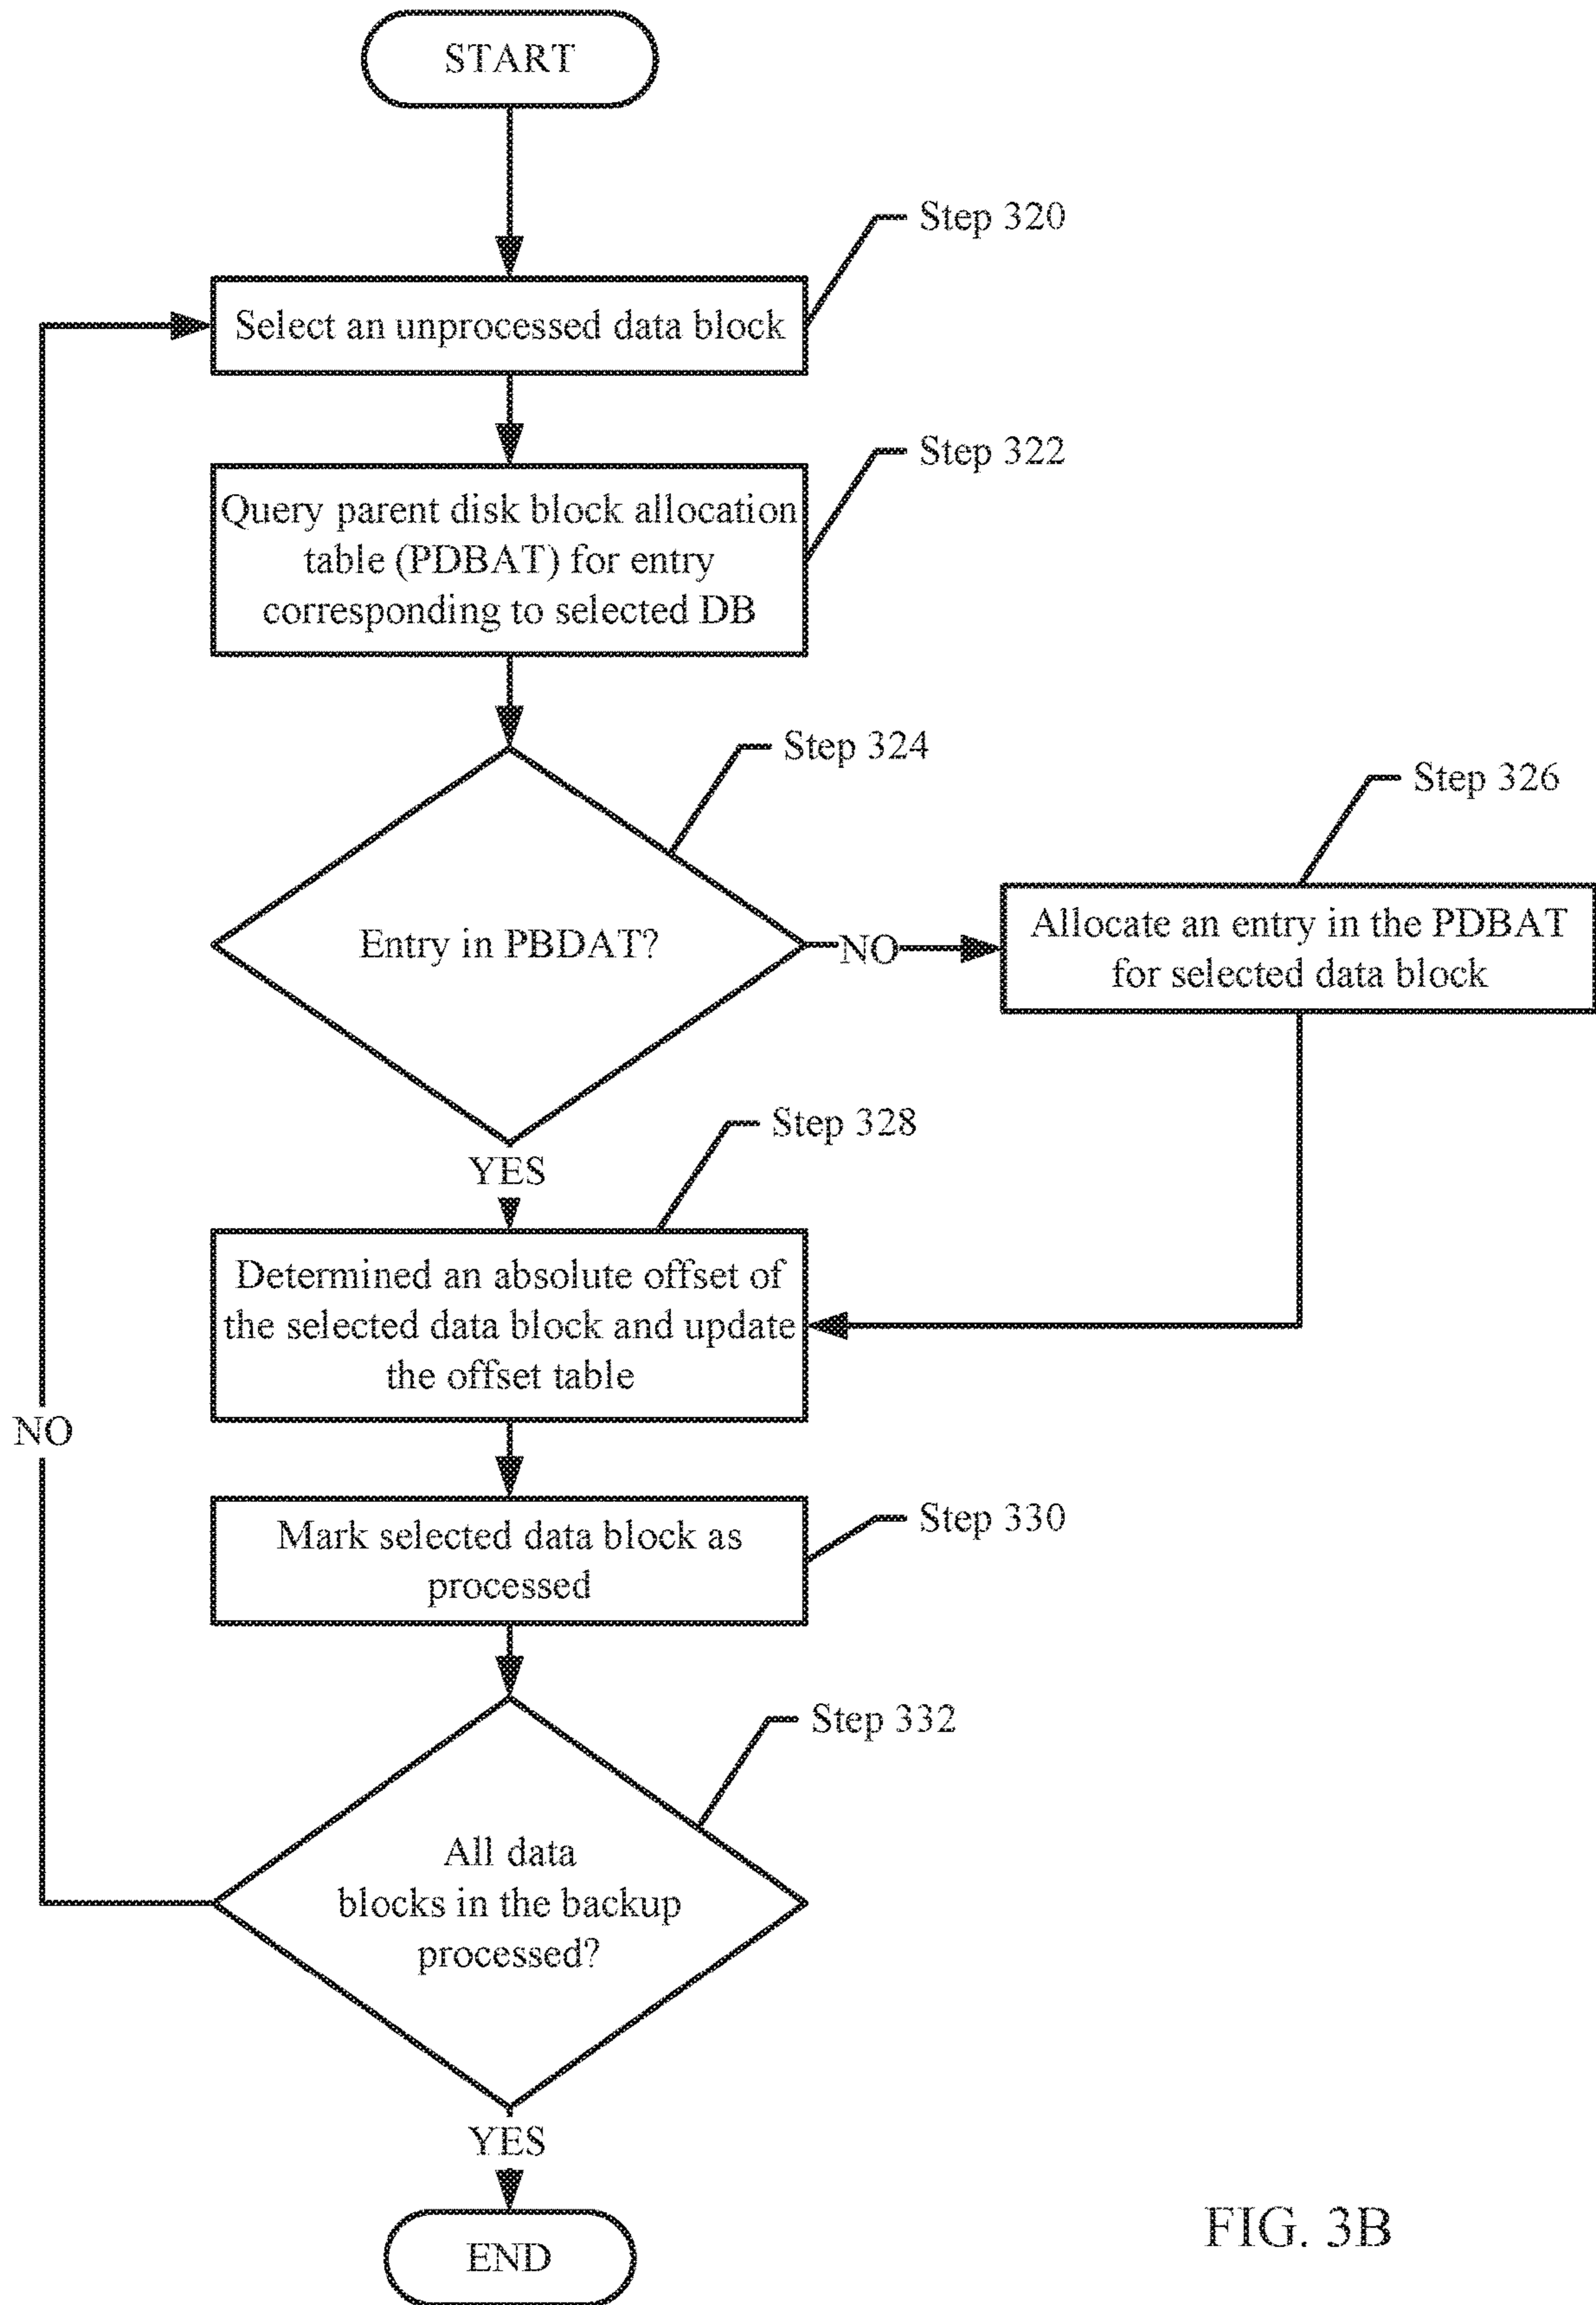 START
Step 320
Select an unprocessed data block
Step 322
Query parent disk block allocation
table (PDBAT) for entry
corresponding to selected DB
Step 324
Step 326
Entry in PBDAT?
NO
Allocate an entry in the PDBAT
for selected data block
Step 328
YES
Determined an absolute offset of
the selected data block and update
the offset table
NO
Step 330
Mark selected data block as
processed
Step 332
All data
blocks in the backup
processed?
YES
END
FIG. 3B